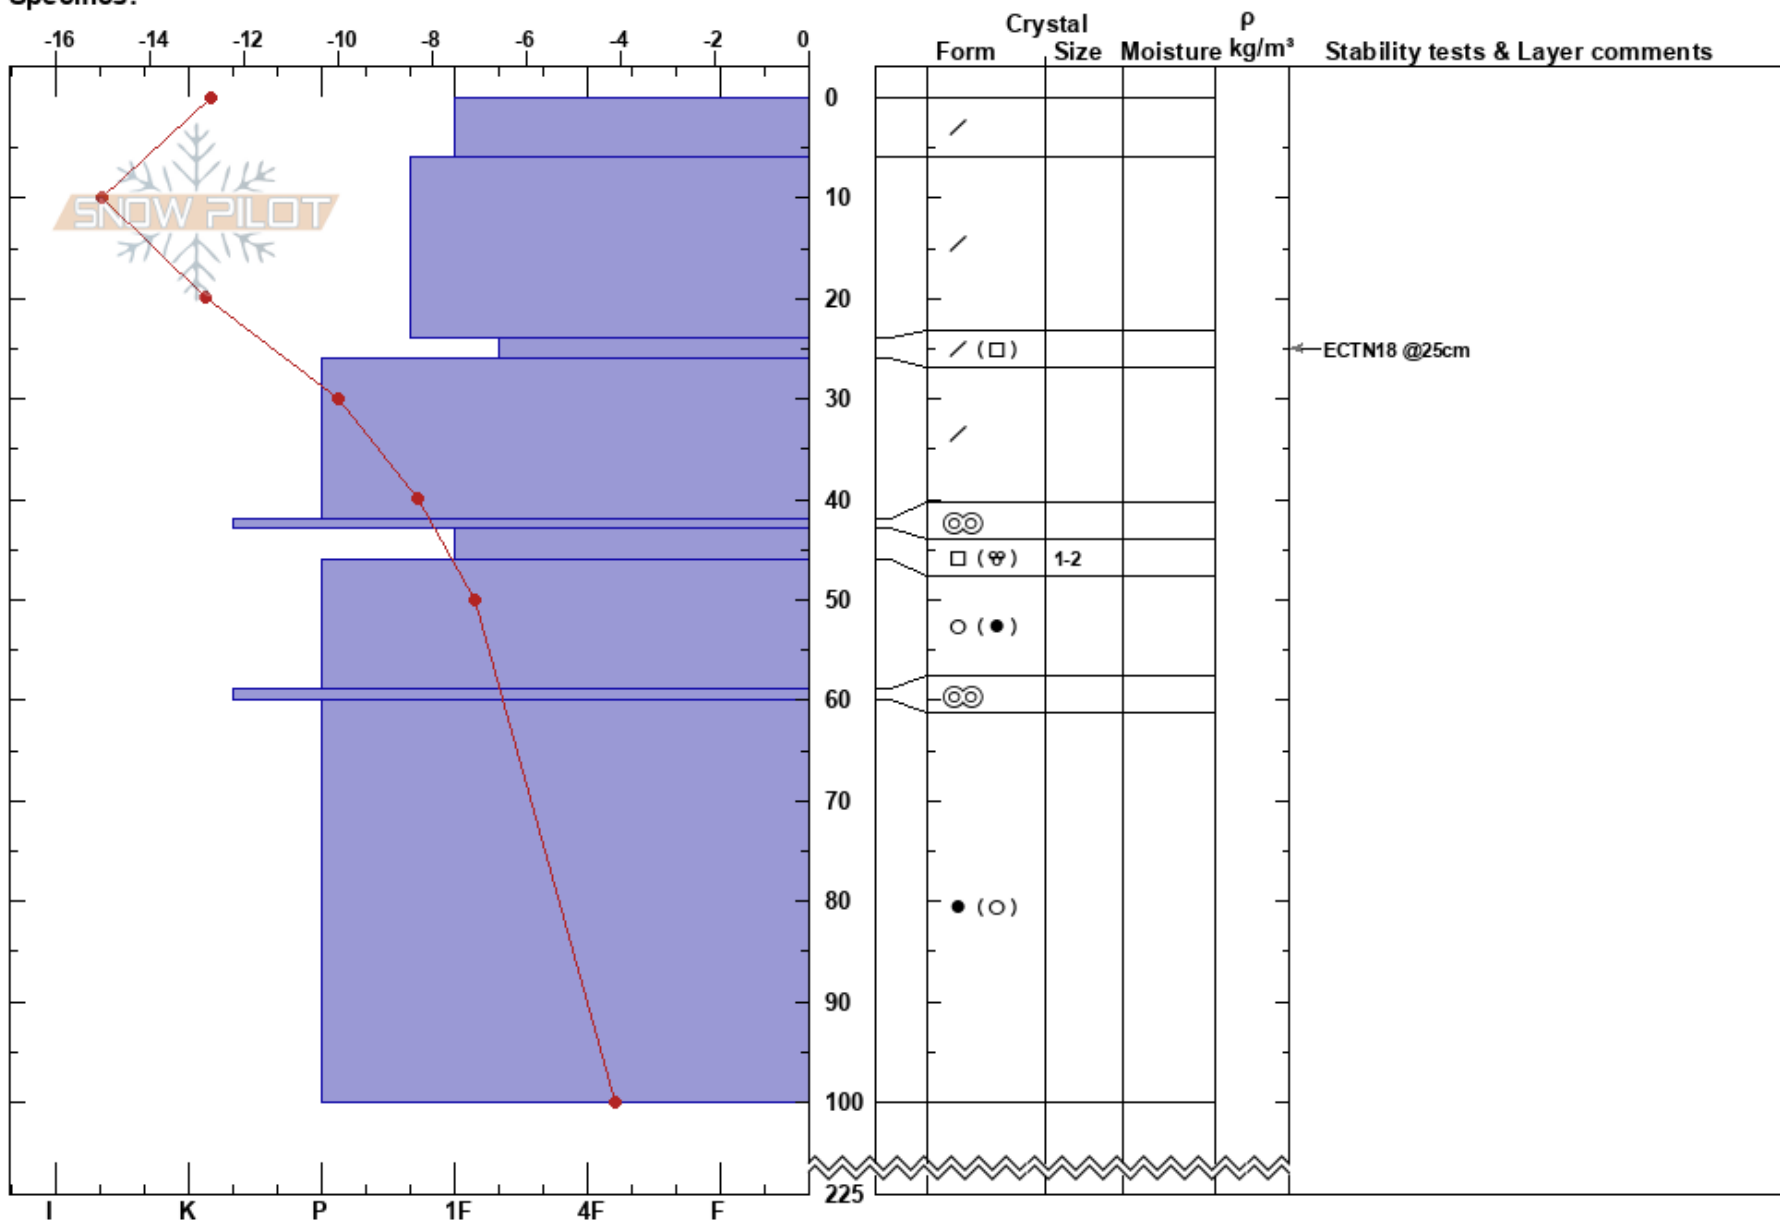 Specifics:
-16 -14 -12 -10 -8 -6 -4 -2 0
Crystal
ρ
Form Size Moisture kg/m³ Stability tests & Layer comments
SNOW PILOT
0
10
20
( )
ECTN18 @25cm
30
40
( ) 1-2
50
( )
60
70
80
( )
90
100
225
I K P 1F 4F F